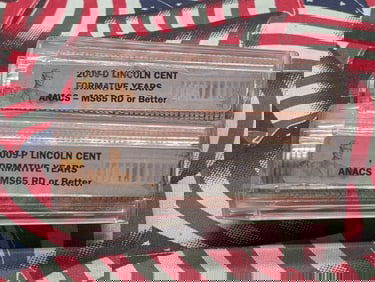 2009-D LINCOLN CENT
FORMATIVE YEARS
ANACS - MS65 RD or Better
2009-P LINCOLN CENT
"FORMATIVE YEARS"
ANACS MS65 RD or Better